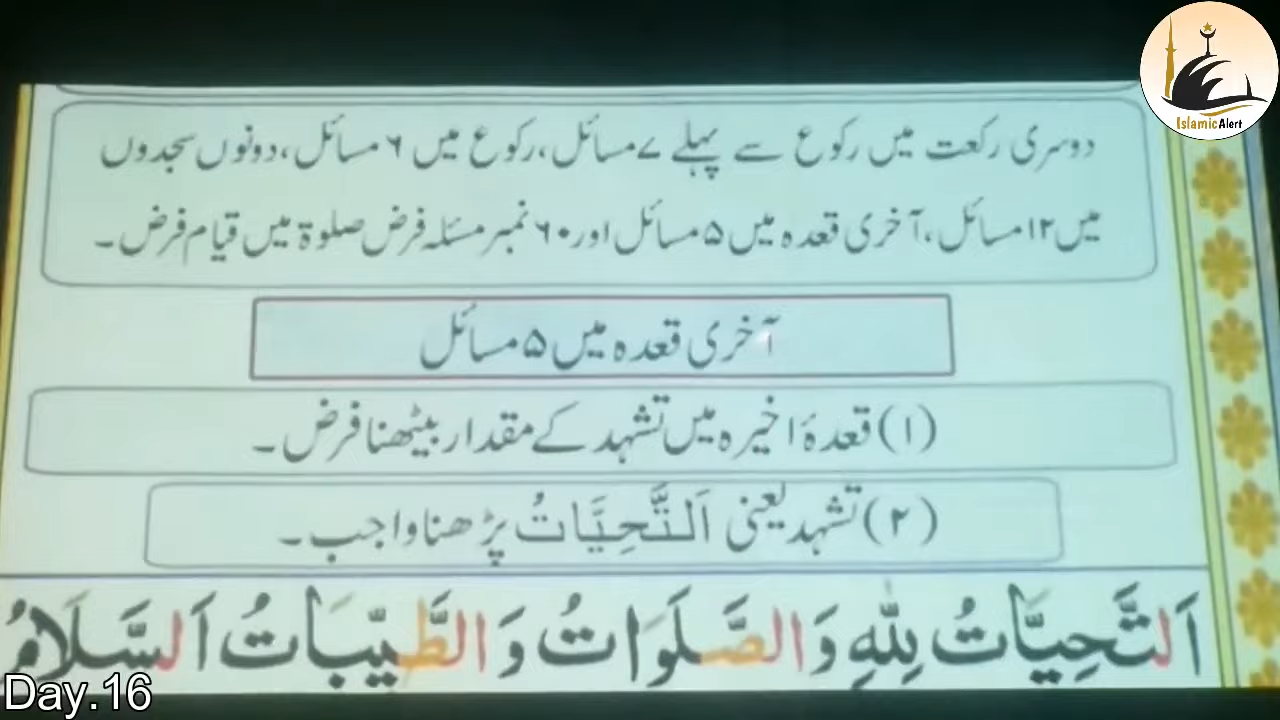 IslamicAlert
دوسری رکعت میں رکوع سے پہلے ۷ مسائل، رکوع میں ۶ مسائل، دونوں سجدوں
میں ۱۲ مسائل، آخری قعدہ میں ۵ مسائل اور ۶۰ نمبر مسئلہ فرض صلوۃ میں قیام فرض۔
آخری قعدہ میں ۵ مسائل
(۱) قعدۂ اخیرہ میں تشہد کے مقدار بیٹھنا فرض۔
(۲) تشہد یعنی اَلتَّحِیَّاتُ پڑھنا واجب۔
اَلتَّحِیَّاتُ لِلّٰهِ وَالصَّلَوَاتُ وَالطَّیِّبَاتُ اَلسَّلَامُ
Day.16